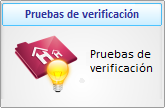 Pruebas de verificación
Pruebas de
verificación